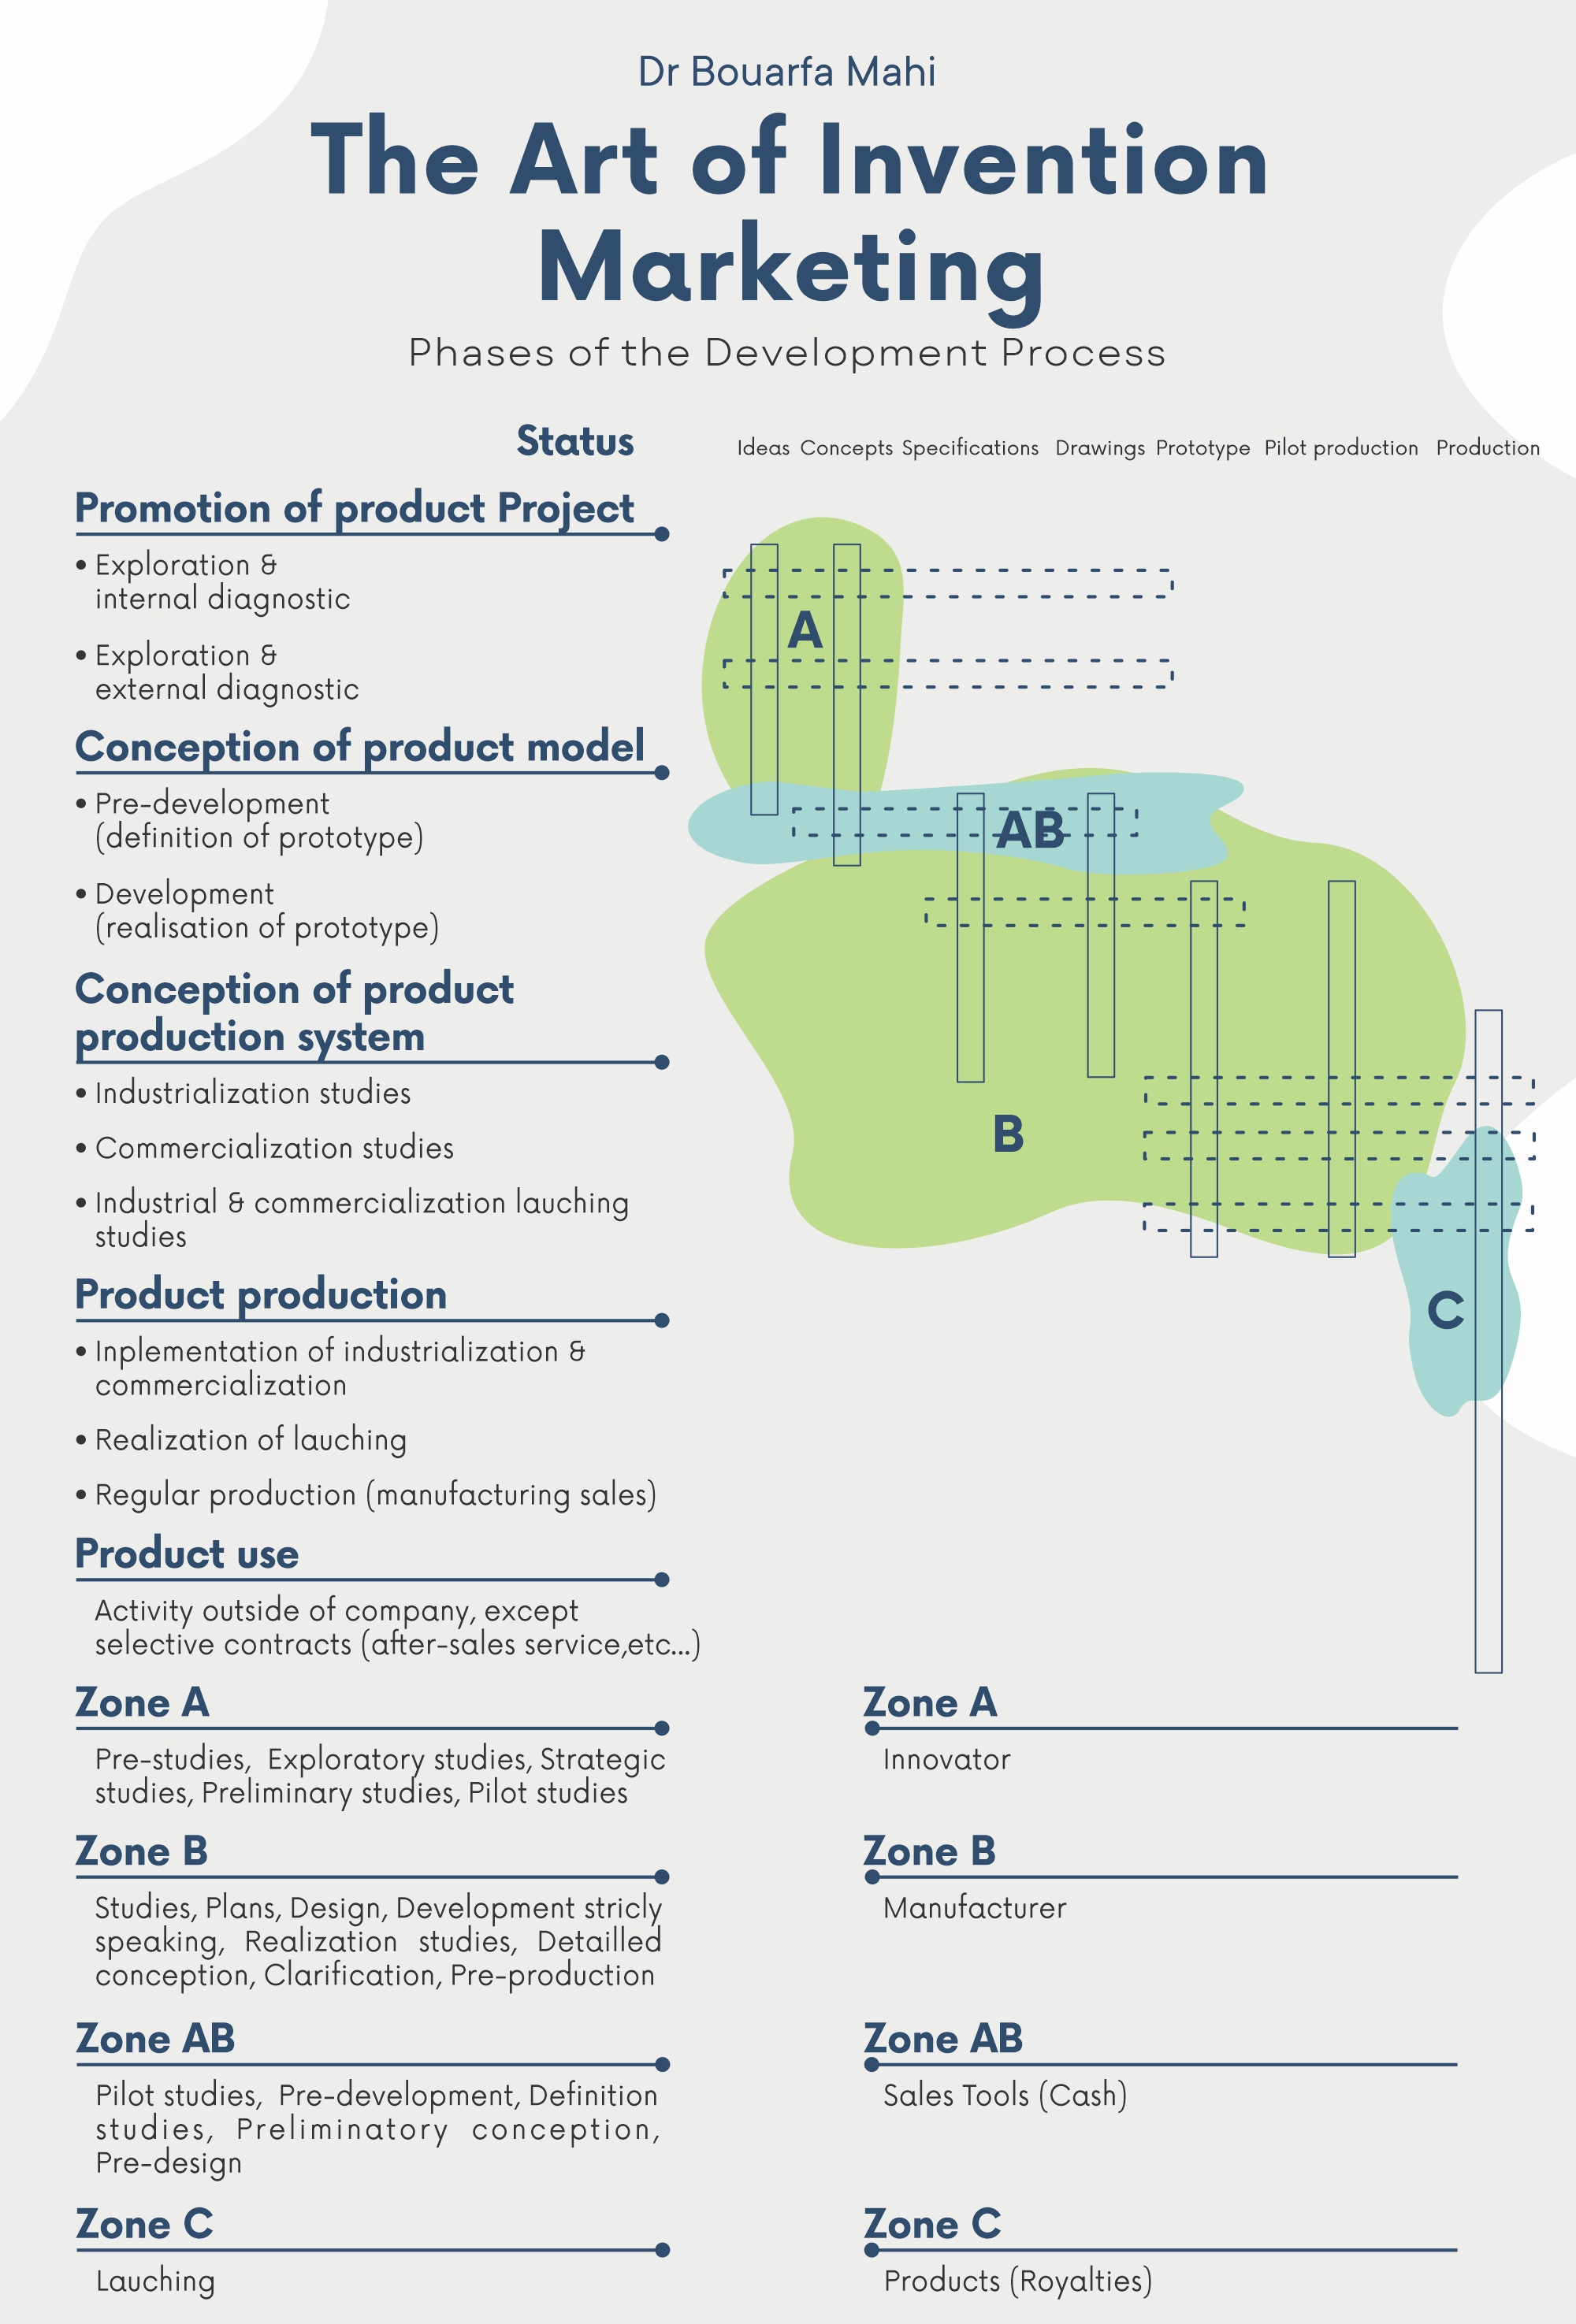 Dr Bouarfa Mahi
The Art of Invention
Marketing
Phases of the Development Process
Status
Ideas Concepts Specifications Drawings Prototype Pilot production Production
Promotion of product Project
• Exploration &
internal diagnostic
• Exploration &
external diagnostic
A
Conception of product model
• Pre-development
(definition of prototype)
AB
• Development
(realisation of prototype)
Conception of product
production system
• Industrialization studies
• Commercialization studies
B
• Industrial & commercialization lauching
studies
Product production
C
• Inplementation of industrialization &
commercialization
• Realization of lauching
• Regular production (manufacturing sales)
Product use
Activity outside of company, except
selective contracts (after-sales service,etc...)
Zone A
Pre-studies, Exploratory studies, Strategic
studies, Preliminary studies, Pilot studies
Zone A
Innovator
Zone B
Studies, Plans, Design, Development stricly
speaking, Realization studies, Detailled
conception, Clarification, Pre-production
Zone B
Manufacturer
Zone AB
Pilot studies, Pre-development, Definition
studies, Preliminatory conception,
Pre-design
Zone AB
Sales Tools (Cash)
Zone C
Lauching
Zone C
Products (Royalties)